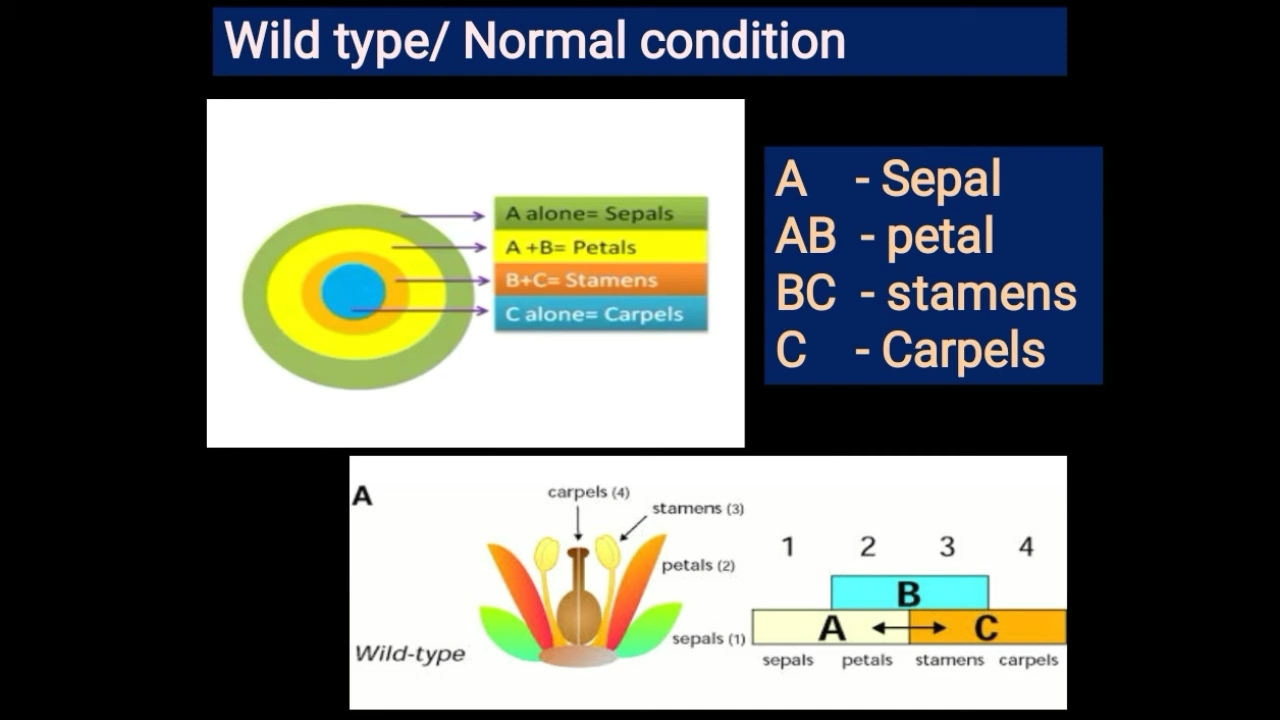 Wild type/ Normal condition
A alone= Sepals
A +B= Petals
B+C= Stamens
C alone= Carpels
A - Sepal
AB - petal
BC - stamens
C - Carpels
A
carpels (4)
stamens (3)
petals (2)
sepals (1)
Wild-type
1 2 3 4
B
A C
sepals petals stamens carpels